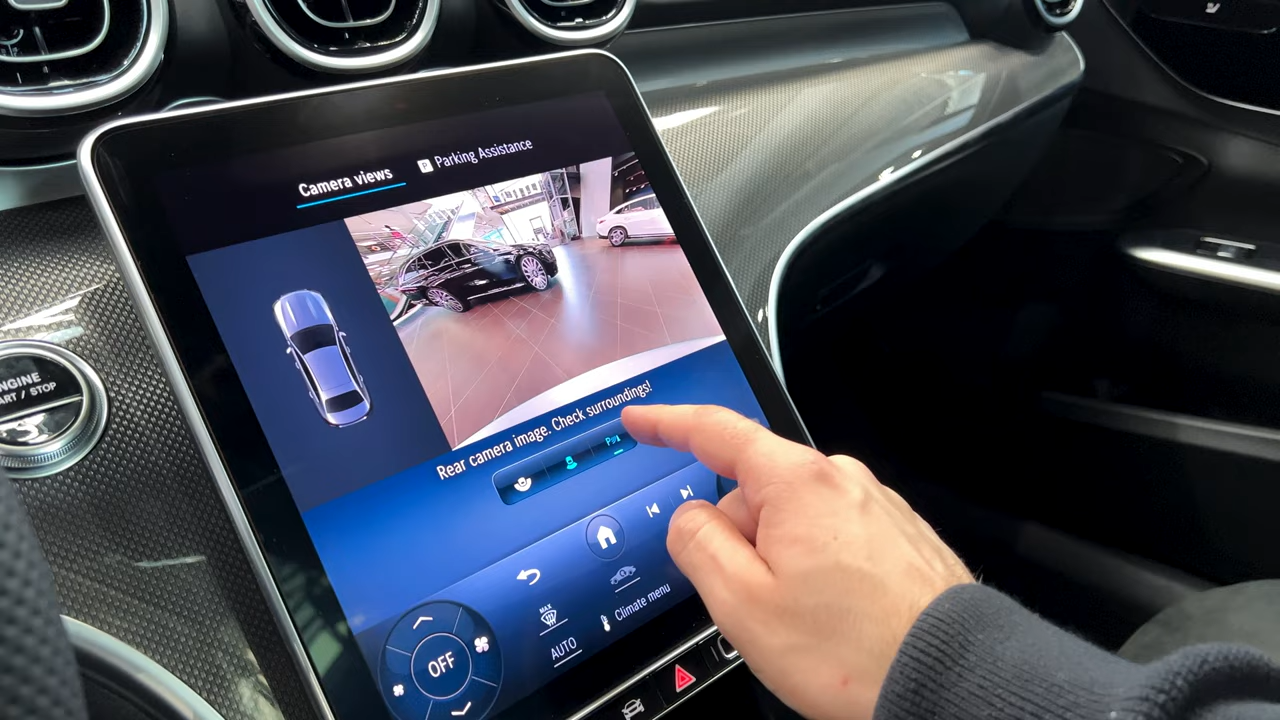 Camera views
P Parking Assistance
ENGINE
START / STOP
Rear camera image. Check surroundings!
P
MAX
Climate menu
AUTO
OFF